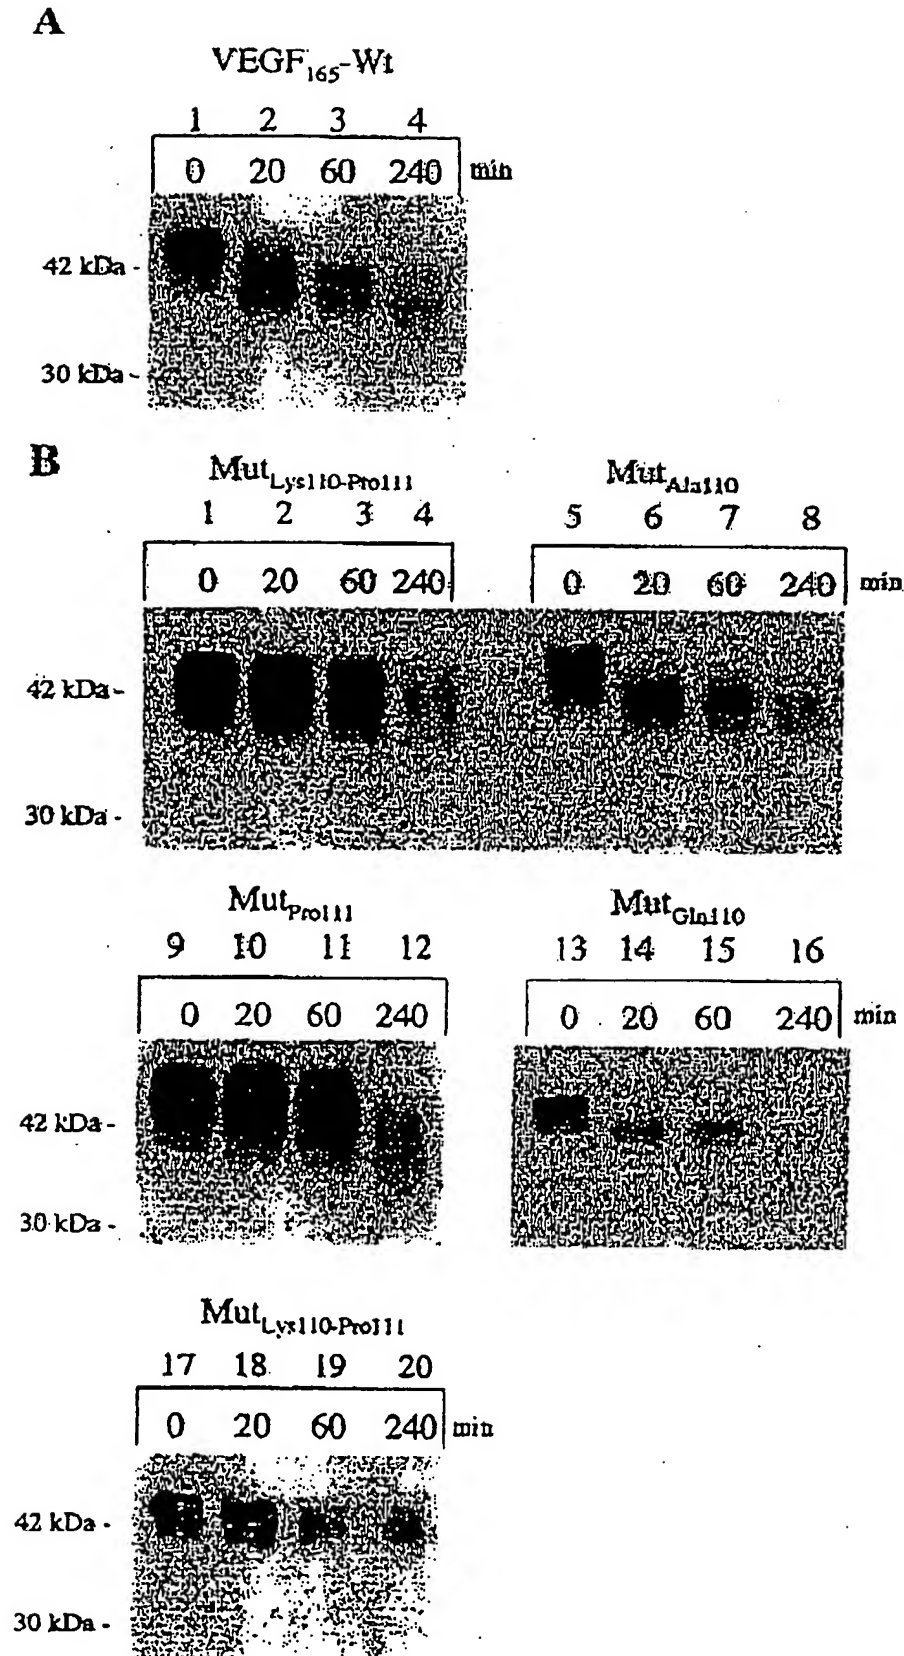 A
VEGF165-Wt
1 2 3 4
0 20 60 240 min
42 kDa -
30 kDa -
B
MutLys110-Pro111 MutAla110
1 2 3 4 5 6 7 8
0 20 60 240 0 20 60 240 min
42 kDa -
30 kDa -
MutPro111 MutGln110
9 10 11 12 13 14 15 16
0 20 60 240 0 20 60 240 min
42 kDa -
30 kDa -
MutLys110-Pro111
17 18 19 20
0 20 60 240 min
42 kDa -
30 kDa -